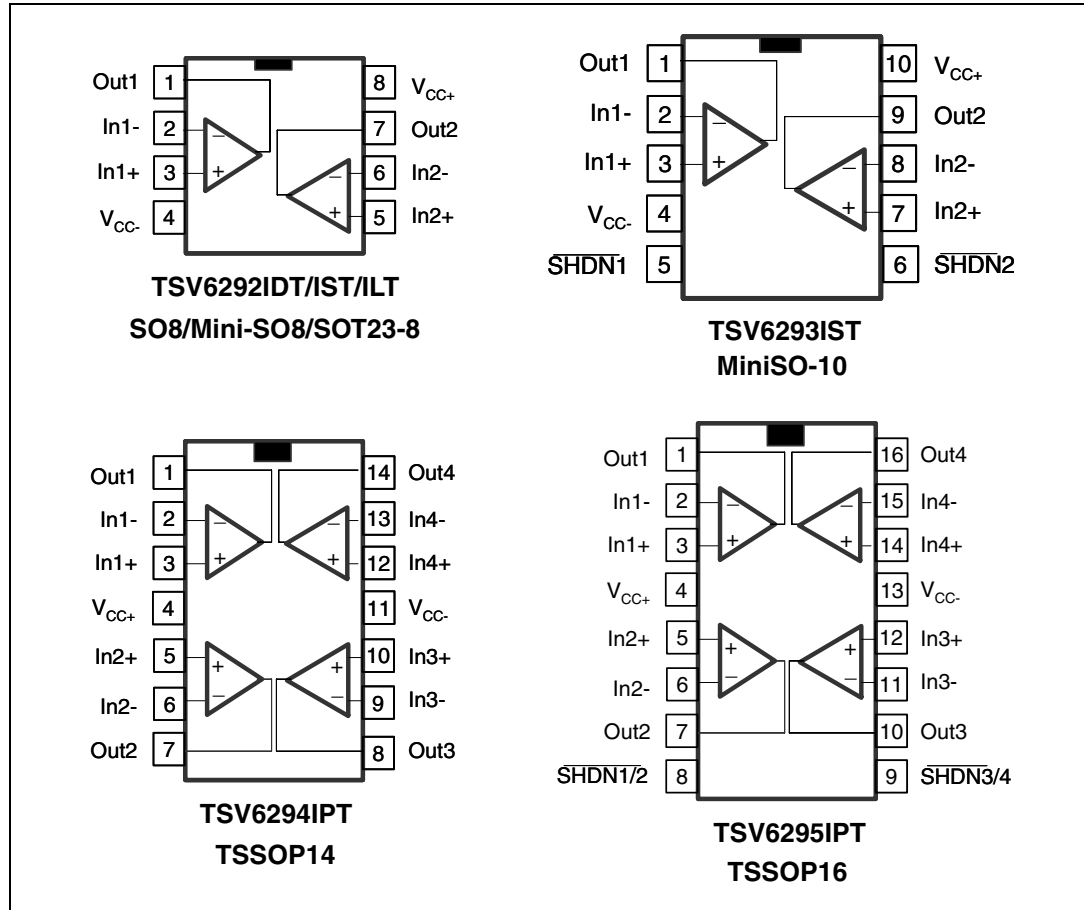 Out1 1 8 VCC+
In1- 2 − 7 Out2
In1+ 3 + − 6 In2-
VCC- 4 + 5 In2+
TSV6292IDT/IST/ILT
SO8/Mini-SO8/SOT23-8
Out1 1 10 VCC+
In1- 2 − 9 Out2
In1+ 3 + − 8 In2-
VCC- 4 + 7 In2+
SHDN1 5 6 SHDN2
TSV6293IST
MiniSO-10
Out1 1 14 Out4
In1- 2 − − 13 In4-
In1+ 3 + + 12 In4+
VCC+ 4 11 VCC-
In2+ 5 + + 10 In3+
In2- 6 − − 9 In3-
Out2 7 8 Out3
TSV6294IPT
TSSOP14
Out1 1 16 Out4
In1- 2 − − 15 In4-
In1+ 3 + + 14 In4+
VCC+ 4 13 VCC-
In2+ 5 + + 12 In3+
In2- 6 − − 11 In3-
Out2 7 10 Out3
SHDN1/2 8 9 SHDN3/4
TSV6295IPT
TSSOP16